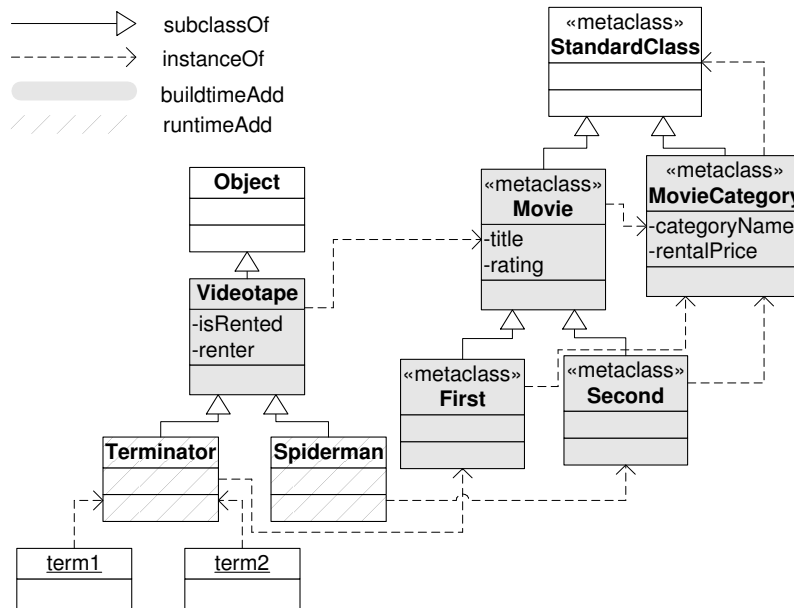 subclassOf
instanceOf
buildtimeAdd
runtimeAdd
«metaclass»
StandardClass
Object
«metaclass»
Movie
-title
-rating
«metaclass»
MovieCategory
-categoryName
-rentalPrice
Videotape
-isRented
-renter
«metaclass»
First
«metaclass»
Second
Terminator
Spiderman
term1
term2